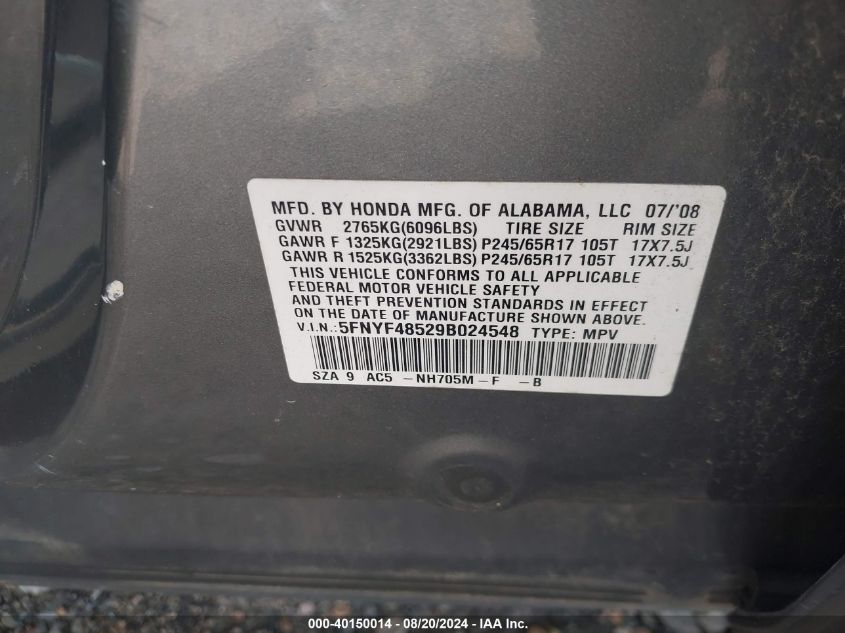 MFD. BY HONDA MFG. OF ALABAMA, LLC 07/'08
GVWR 2765KG(6096LBS) TIRE SIZE RIM SIZE
GAWR F 1325KG(2921LBS) P245/65R17 105T 17X7.5J
GAWR R 1525KG(3362LBS) P245/65R17 105T 17X7.5J
THIS VEHICLE CONFORMS TO ALL APPLICABLE
FEDERAL MOTOR VEHICLE SAFETY
AND THEFT PREVENTION STANDARDS IN EFFECT
ON THE DATE OF MANUFACTURE SHOWN ABOVE.
V.I.N.:5FNYF48529B024548 TYPE: MPV
SZA 9 AC5 -NH705M-F -B
000-40150014 - 08/20/2024 - IAA Inc.